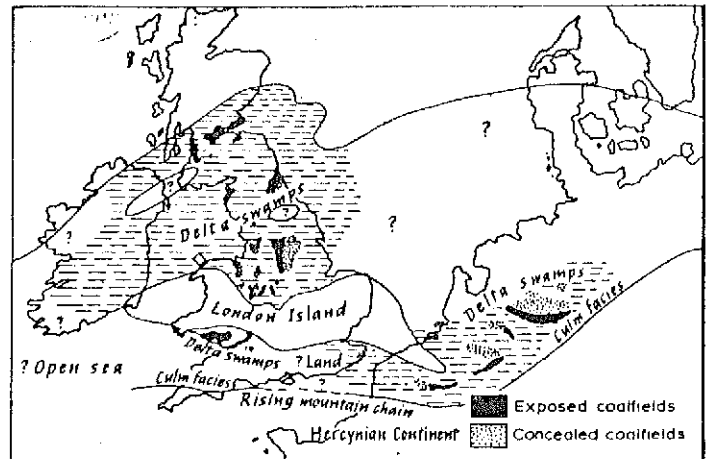 ?
?
Delta swamps
?
?
?
?
London Island
Delta swamps
Culm facies
Delta swamps
? Land
? Open sea
Culm facies
?
Rising mountain chain
Hercynian Continent
Exposed coalfields
Concealed coalfields